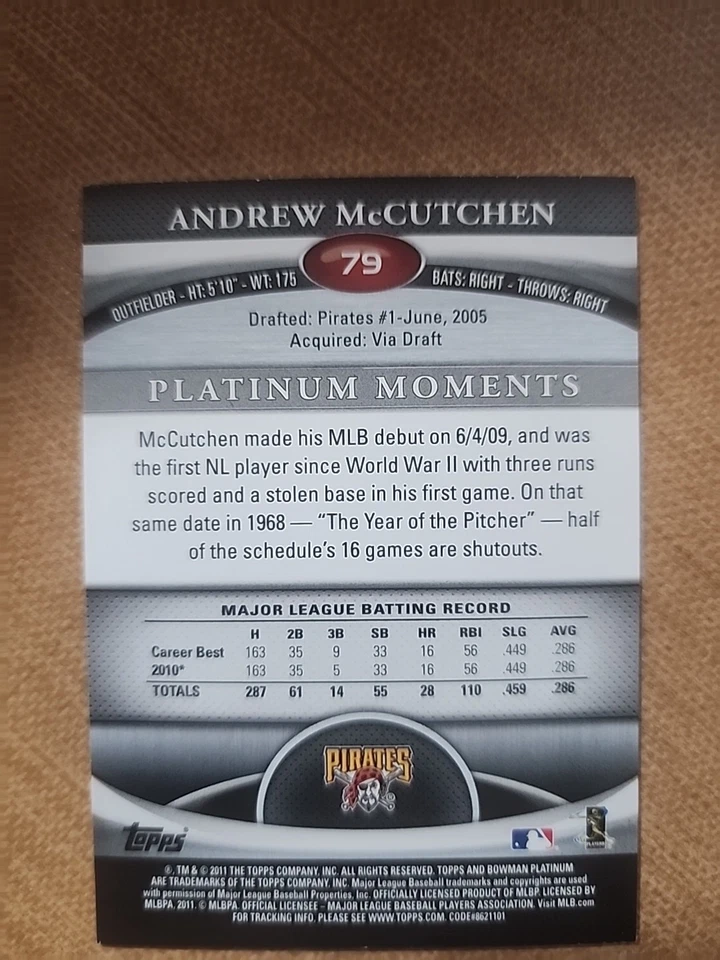 ANDREW McCUTCHEN
79
OUTFIELDER - HT: 5'10" - WT: 175
BATS: RIGHT - THROWS: RIGHT
Drafted: Pirates #1-June, 2005
Acquired: Via Draft
PLATINUM MOMENTS
McCutchen made his MLB debut on 6/4/09, and was
the first NL player since World War II with three runs
scored and a stolen base in his first game. On that
same date in 1968 — “The Year of the Pitcher” — half
of the schedule’s 16 games are shutouts.
MAJOR LEAGUE BATTING RECORD
H 2B 3B SB HR RBI SLG AVG
Career Best 163 35 9 33 16 56 .449 .286
2010* 163 35 5 33 16 56 .449 .286
TOTALS 287 61 14 55 28 110 .459 .286
PIRATES
topps
®, TM & © 2011 THE TOPPS COMPANY, INC. ALL RIGHTS RESERVED. TOPPS AND BOWMAN PLATINUM
ARE TRADEMARKS OF THE TOPPS COMPANY, INC. Major League Baseball trademarks and copyrights are used
with permission of Major League Baseball Properties, Inc. OFFICIALLY LICENSED PRODUCT OF MLBP. LICENSED BY
MLBPA, 2011. © MLBPA. OFFICIAL LICENSEE – MAJOR LEAGUE BASEBALL PLAYERS ASSOCIATION. Visit MLB.com
FOR TRACKING INFO. PLEASE SEE WWW.TOPPS.COM. CODE#8621101